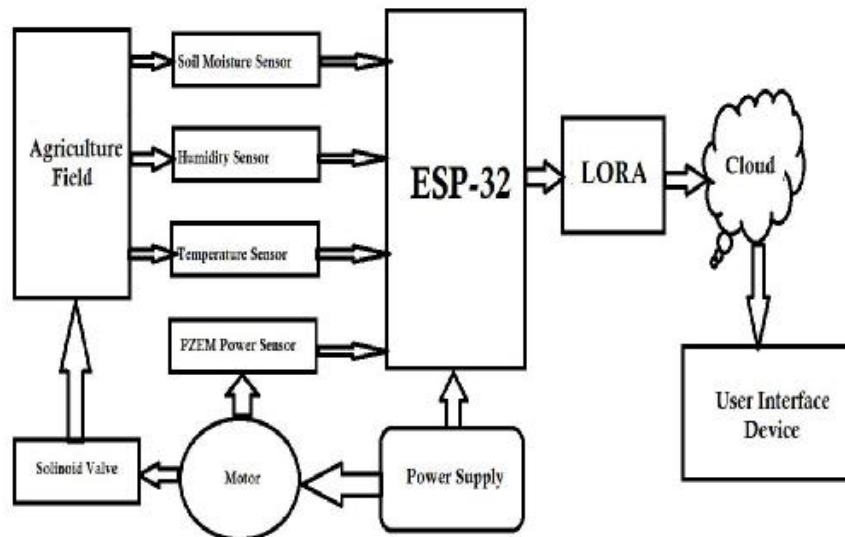 Soil Moisture Sensor
Agriculture
Field
Humidity Sensor
ESP-32
LORA
Cloud
Temperature Sensor
PZEM Power Sensor
User Interface
Device
Solinoid Valve
Motor
Power Supply